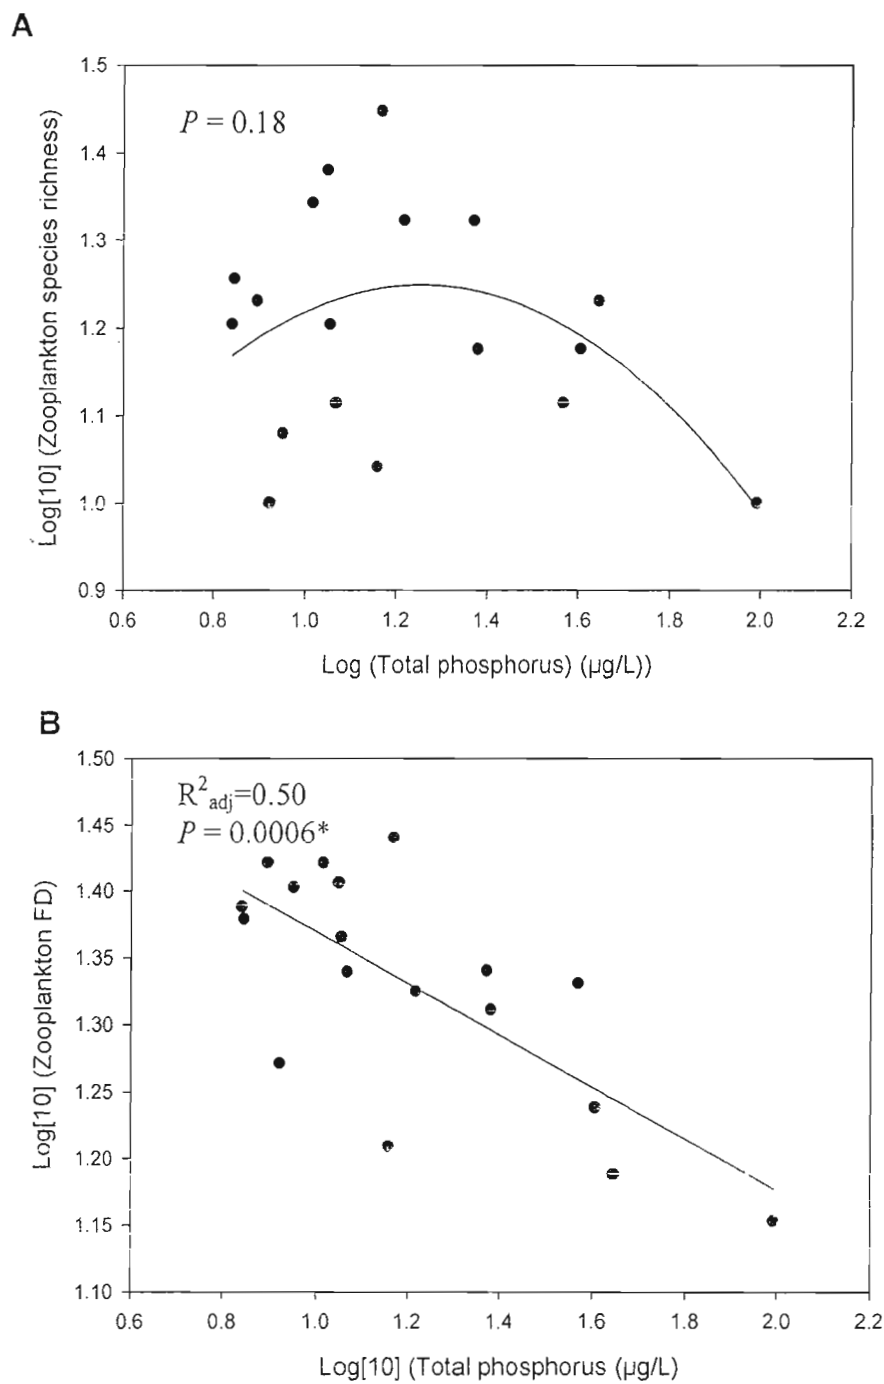 A
1.5
P = 0.18
1.4
1.3
1.2
1.1
1.0
0.9
Log[10] (Zooplankton species richness)
0.6 0.8 1.0 1.2 1.4 1.6 1.8 2.0 2.2
Log (Total phosphorus) (µg/L))
B
1.50
R²adj=0.50
1.45
P = 0.0006*
1.40
1.35
1.30
1.25
1.20
1.15
1.10
Log[10] (Zooplankton FD)
0.6 0.8 1.0 1.2 1.4 1.6 1.8 2.0 2.2
Log[10] (Total phosphorus (µg/L)